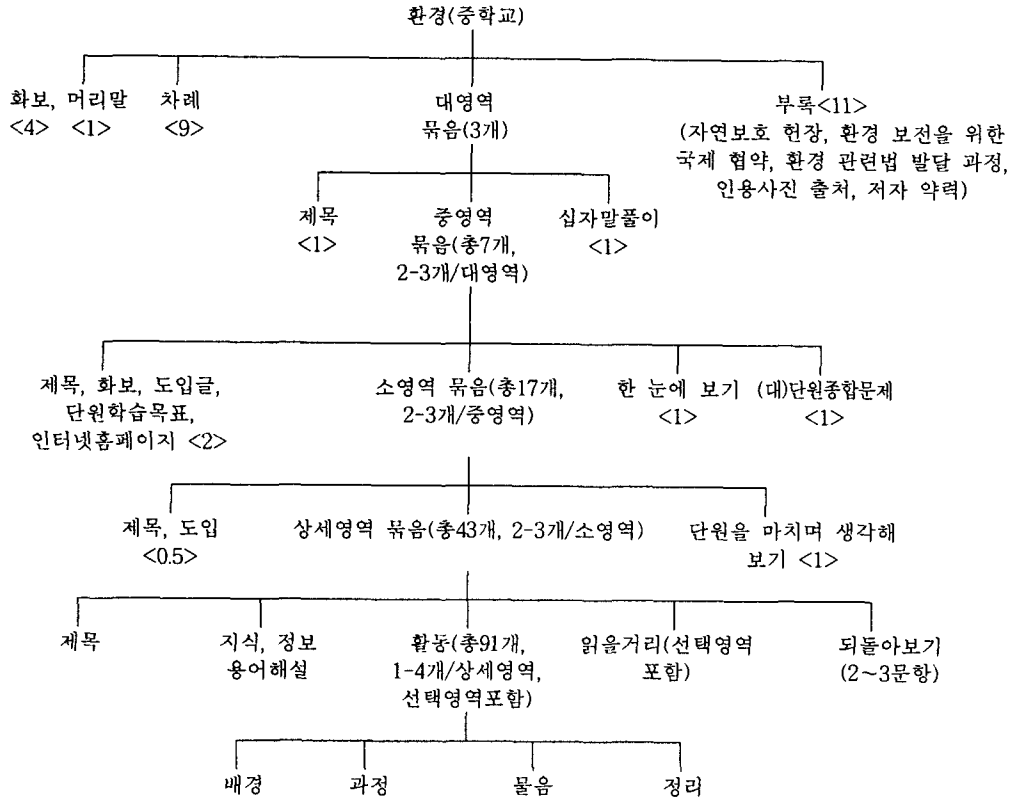 환경(중학교)
화보, 머리말 차례 대영역 부록<11>
<4> <1> <9> 묶음(3개) (자연보호 헌장, 환경 보전을 위한
국제 협약, 환경 관련법 발달 과정,
인용사진 출처, 저자 약력)
제목 중영역 십자말풀이
<1> 묶음(총7개, <1>
2-3개/대영역)
제목, 화보, 도입글, 소영역 묶음(총17개, 한 눈에 보기 (대)단원종합문제
단원학습목표, 2-3개/중영역) <1> <1>
인터넷홈페이지 <2>
제목, 도입 상세영역 묶음(총43개, 2-3개/소영역) 단원을 마치며 생각해
<0.5> 보기 <1>
제목 지식, 정보 활동(총91개, 읽을거리(선택영역 되돌아보기
용어해설 1-4개/상세영역, 포함) (2~3문항)
선택영역포함)
배경 과정 물음 정리